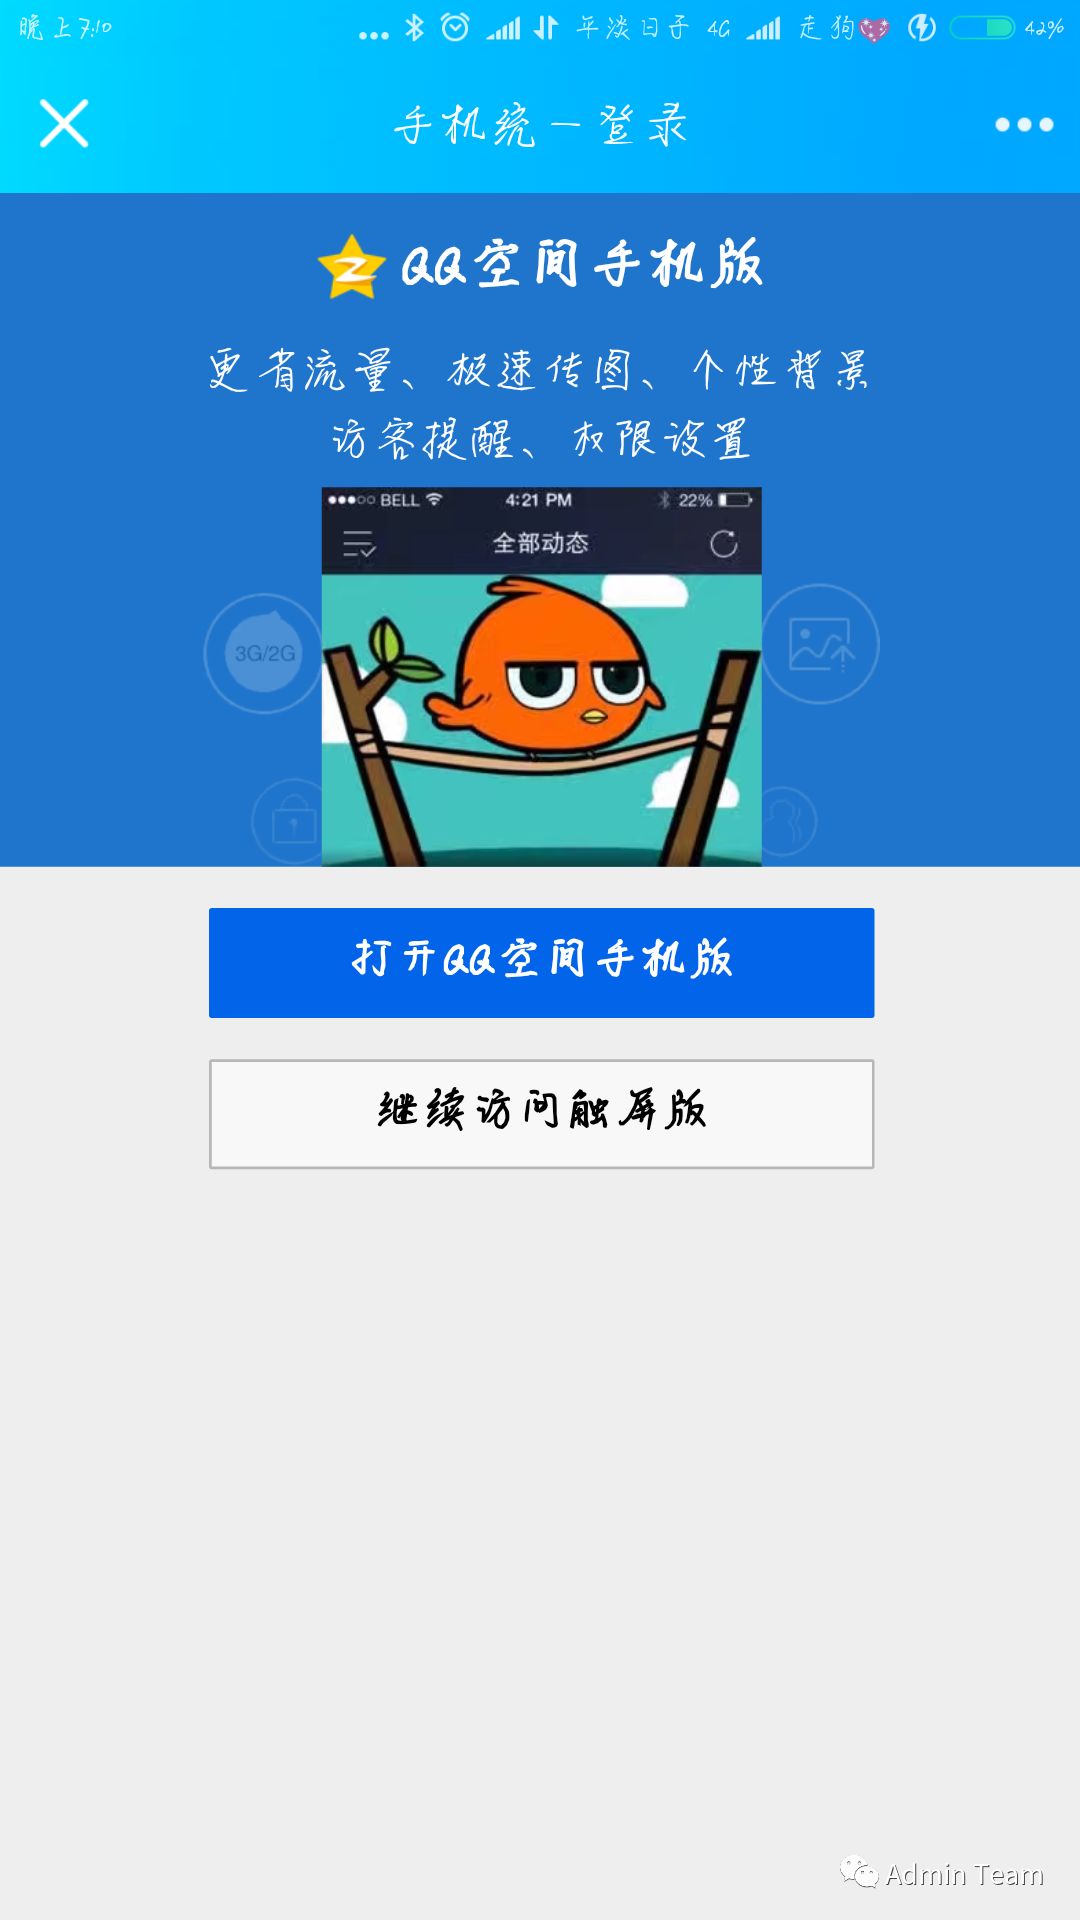 晚上7:10 平淡日子 4G 走狗 42%
手机统一登录
QQ空间手机版
更省流量、极速传图、个性背景
访客提醒、权限设置
BELL 4:21 PM 22%
全部动态
3G/2G
打开QQ空间手机版
继续访问触屏版
Admin Team